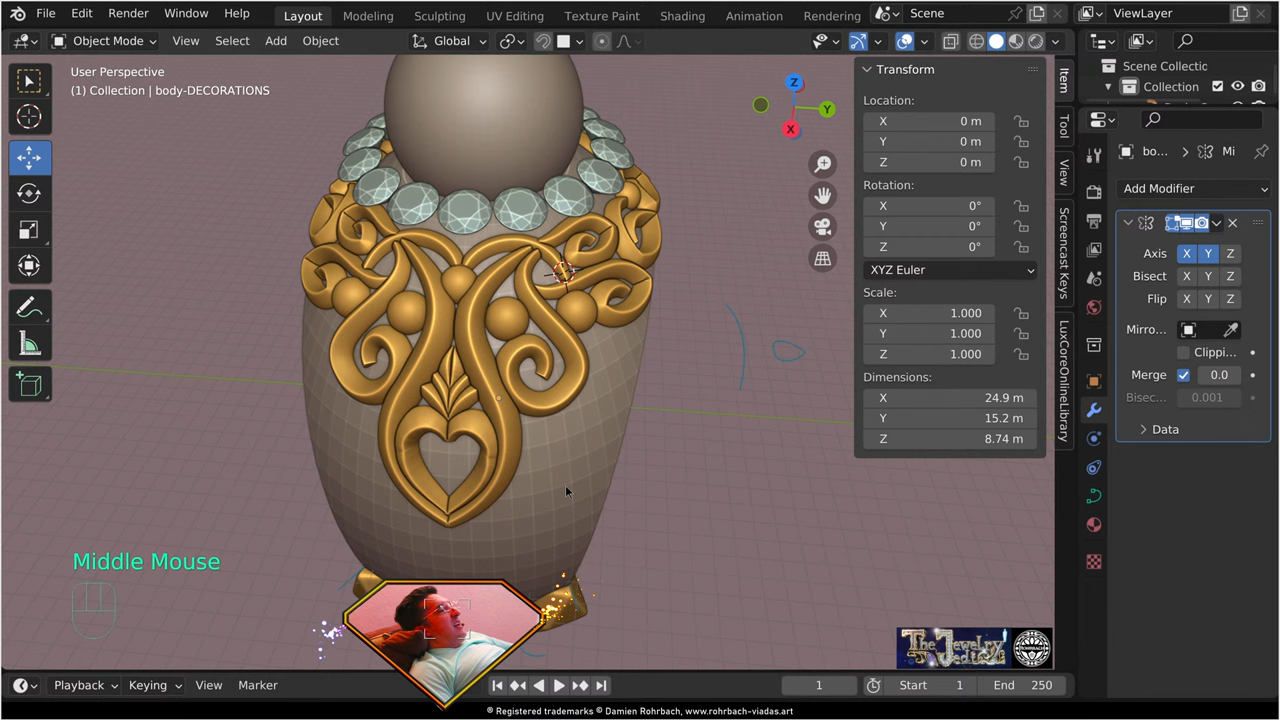 File Edit Render Window Help
Layout Modeling Sculpting UV Editing Texture Paint Shading Animation Rendering
Scene
ViewLayer
Object Mode View Select Add Object
Global
User Perspective
(1) Collection | body-DECORATIONS
Z
Y
X
Transform
Location:
X 0 m
Y 0 m
Z 0 m
Rotation:
X 0°
Y 0°
Z 0°
XYZ Euler
Scale:
X 1.000
Y 1.000
Z 1.000
Dimensions:
X 24.9 m
Y 15.2 m
Z 8.74 m
Item
Tool
View
Screencast Keys
LuxCoreOnlineLibrary
Scene Collectic
Collection
bo... Mi
Add Modifier
Axis X Y Z
Bisect X Y Z
Flip X Y Z
Mirro...
Clippi...
Merge 0.0
Bisec... 0.001
Data
Middle Mouse
The Jewelry Jedi
Playback Keying View Marker
1
Start 1
End 250
® Registered trademarks © Damien Rohrbach, www.rohrbach-viadas.art